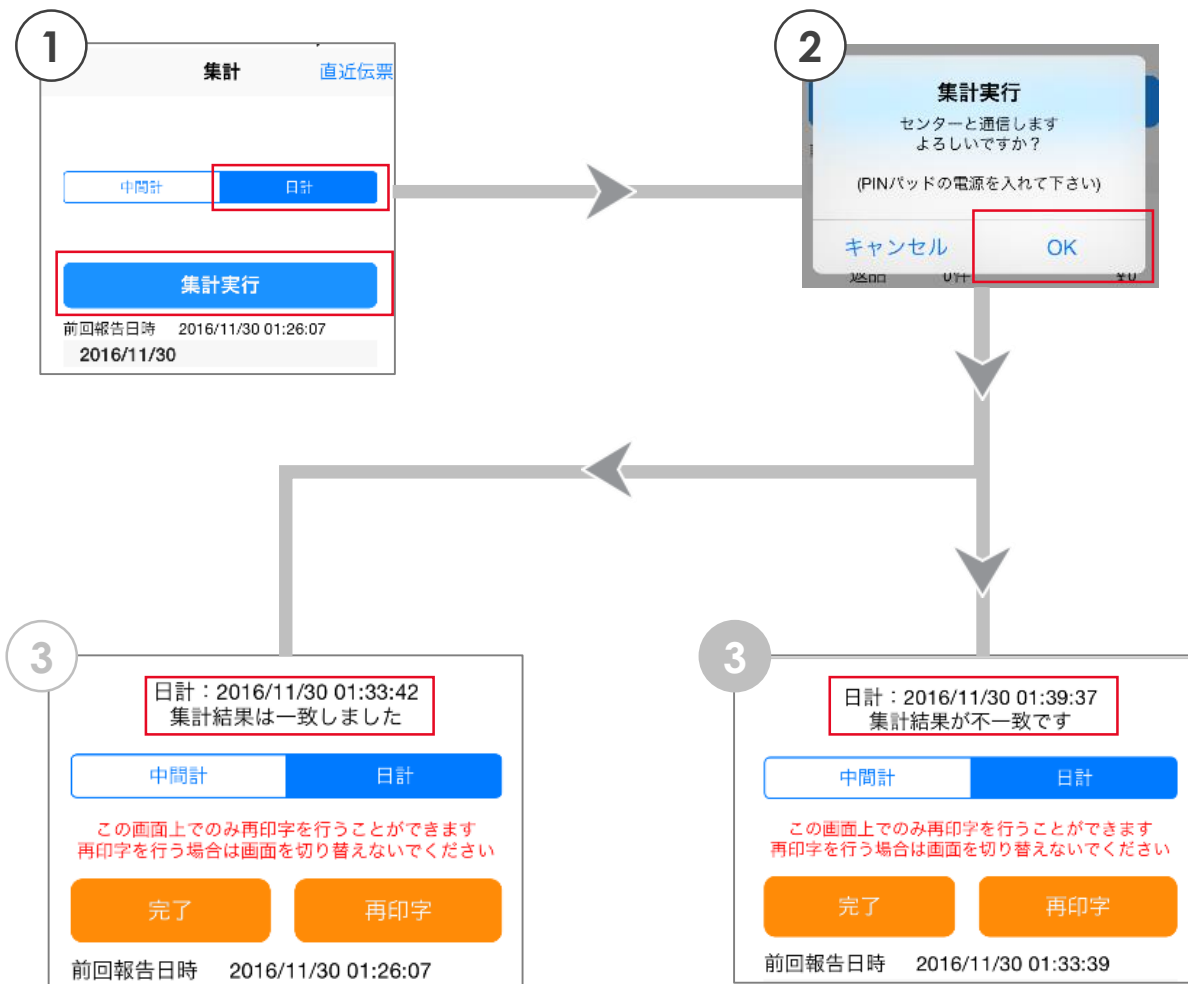 1
集計
直近伝票
中間計
日計
集計実行
前回報告日時 2016/11/30 01:26:07
2016/11/30
2
集計実行
センターと通信します
よろしいですか？
(PINパッドの電源を入れて下さい)
キャンセル
OK
返品 0件 ¥0
3
日計：2016/11/30 01:33:42
集計結果は一致しました
中間計
日計
この画面上でのみ再印字を行うことができます
再印字を行う場合は画面を切り替えないでください
完了
再印字
前回報告日時 2016/11/30 01:26:07
3
日計：2016/11/30 01:39:37
集計結果が不一致です
中間計
日計
この画面上でのみ再印字を行うことができます
再印字を行う場合は画面を切り替えないでください
完了
再印字
前回報告日時 2016/11/30 01:33:39